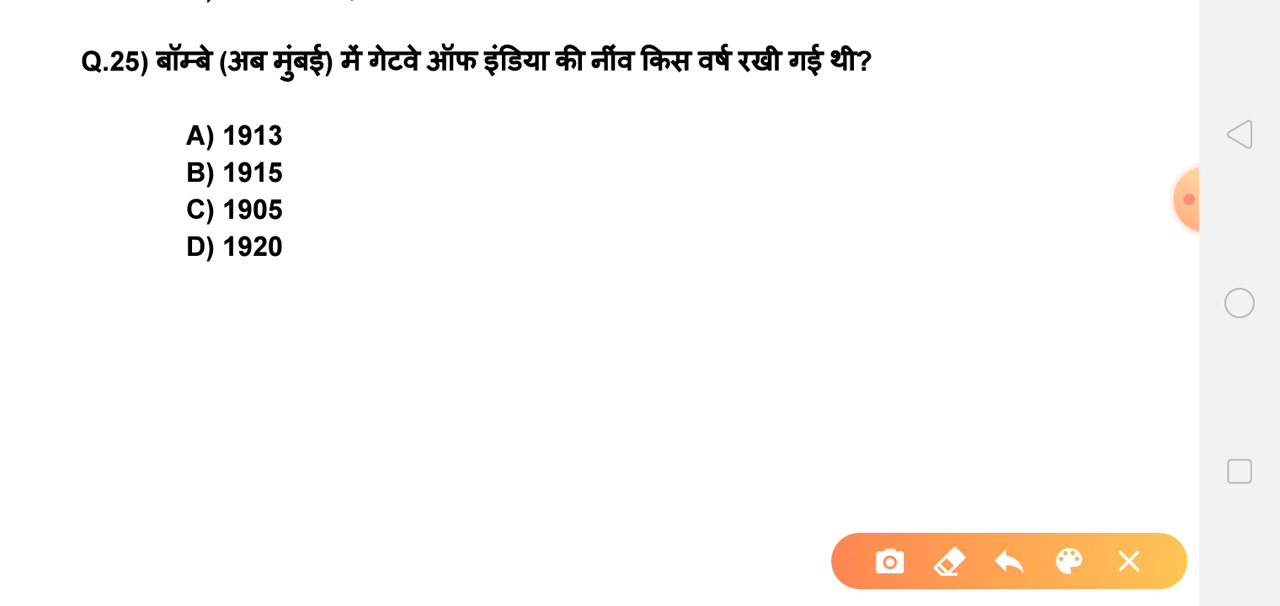 Q.25) बॉम्बे (अब मुंबई) में गेटवे ऑफ इंडिया की नींव किस वर्ष रखी गई थी?
A) 1913
B) 1915
C) 1905
D) 1920